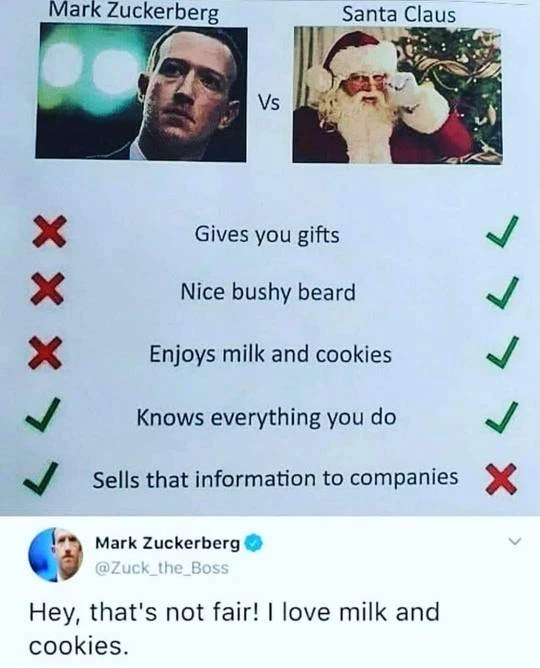 Mark Zuckerberg
Santa Claus
Vs
Gives you gifts
Nice bushy beard
Enjoys milk and cookies
Knows everything you do
Sells that information to companies
Mark Zuckerberg
@Zuck_the_Boss
Hey, that's not fair! I love milk and
cookies.